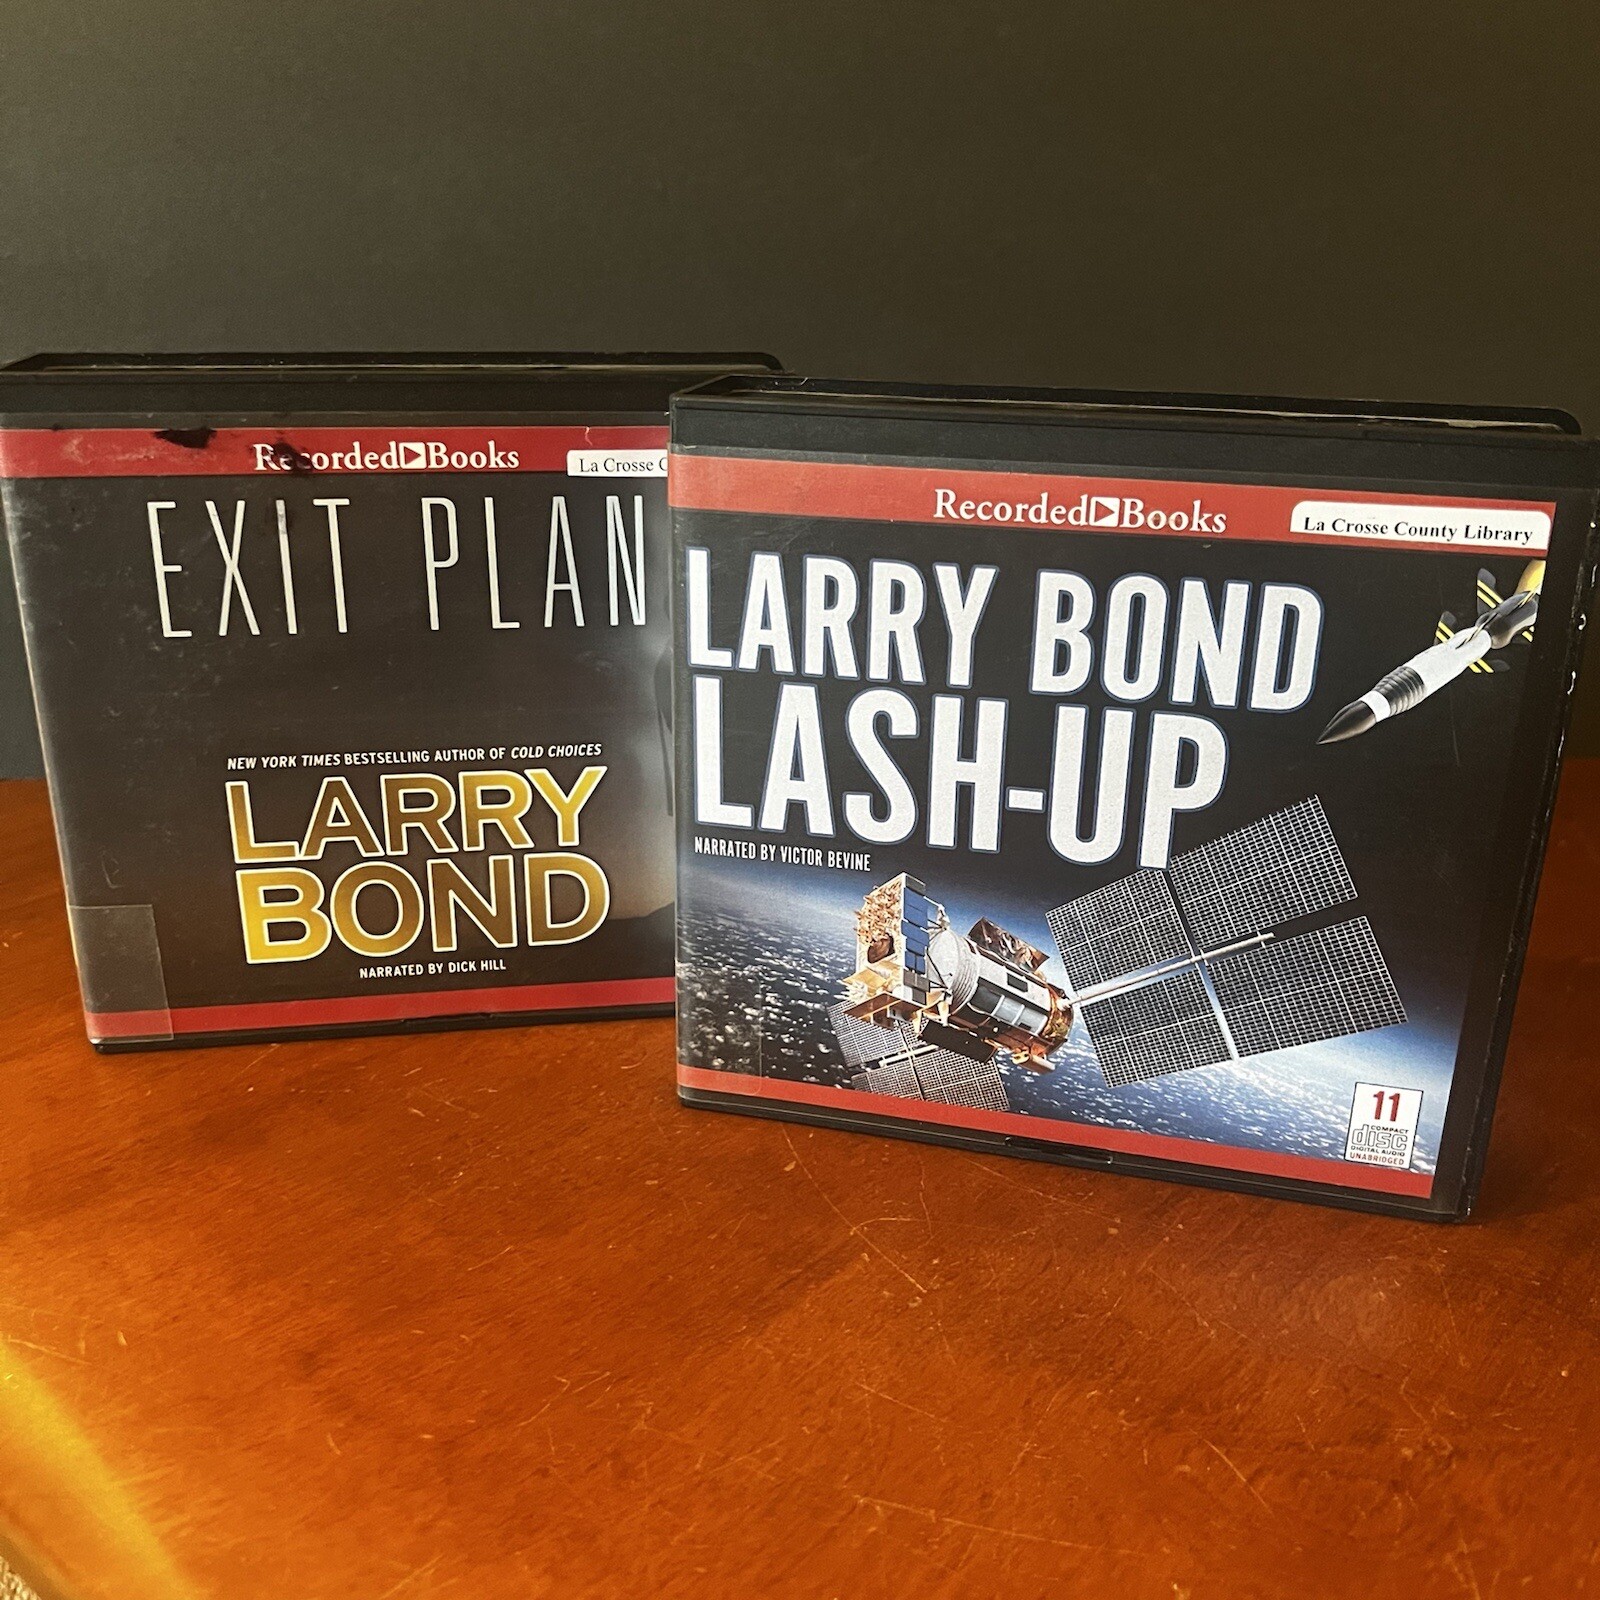 Recorded Books
La Crosse C
EXIT PLAN
NEW YORK TIMES BESTSELLING AUTHOR OF COLD CHOICES
LARRY
BOND
NARRATED BY DICK HILL
Recorded Books
La Crosse County Library
LARRY BOND
LASH-UP
NARRATED BY VICTOR BEVINE
11
COMPACT
disc
DIGITAL AUDIO
UNABRIDGED